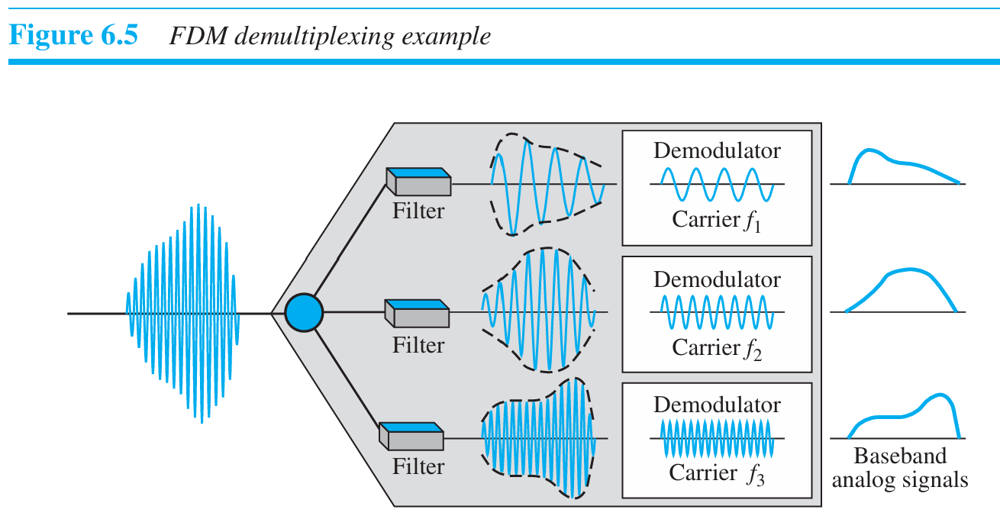 Figure 6.5 FDM demultiplexing example
Demodulator
Carrier f1
Filter
Demodulator
Carrier f2
Filter
Demodulator
Carrier f3
Filter
Baseband
analog signals